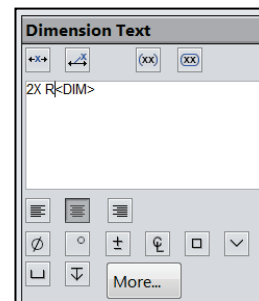 Dimension Text
←X→ X (xx) (xx)
2X R<DIM>
Ø ° ± ℄ □ ⌵
⌴ ↧ More...